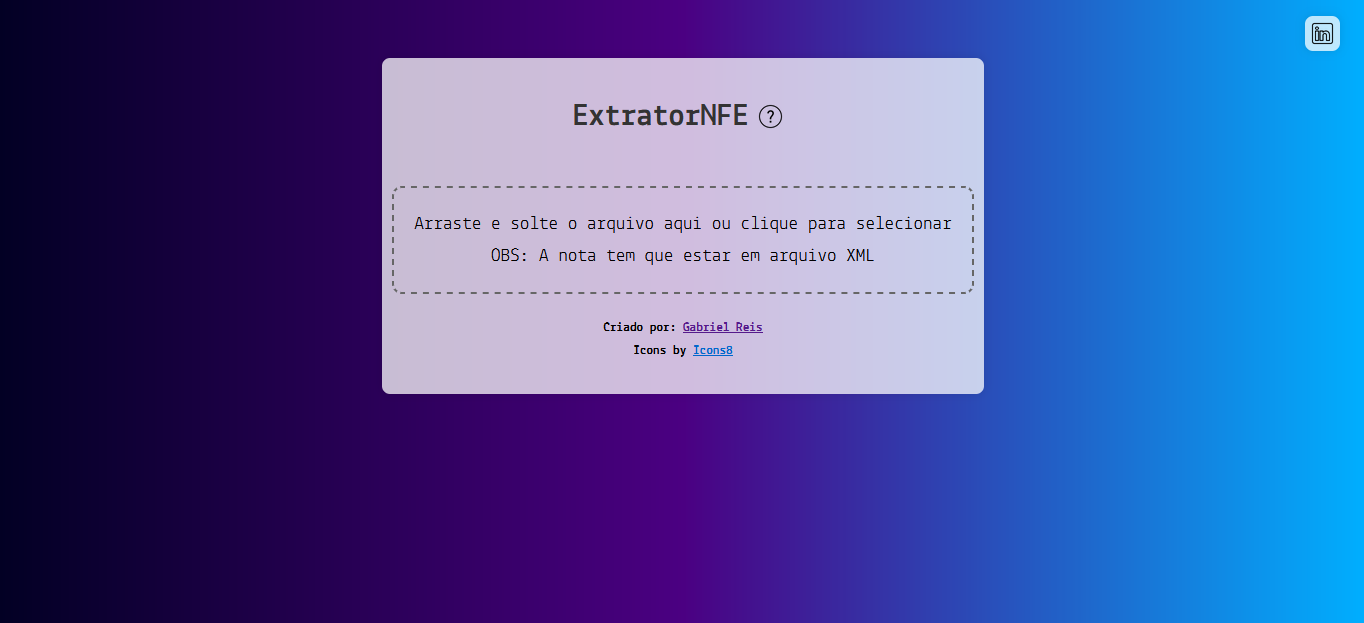 in
ExtratorNFE ?
Arraste e solte o arquivo aqui ou clique para selecionar
OBS: A nota tem que estar em arquivo XML
Criado por: Gabriel Reis
Icons by Icons8